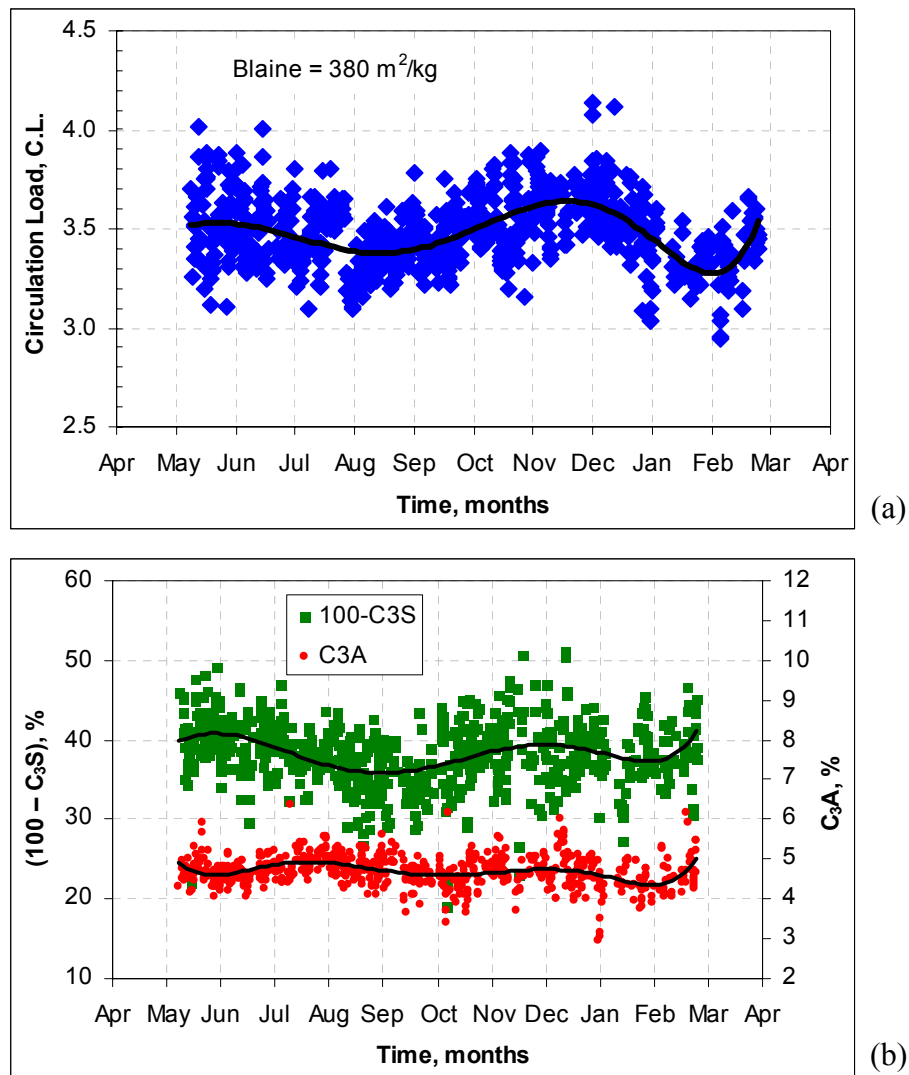 4.5
4.0
3.5
3.0
2.5
Circulation Load, C.L.
Blaine = 380 m²/kg
Apr May Jun Jul Aug Sep Oct Nov Dec Jan Feb Mar Apr
Time, months
(a)
60
50
40
30
20
10
(100 – C₃S), %
100-C3S
C3A
12
11
10
9
8
7
6
5
4
3
2
C₃A, %
Apr May Jun Jul Aug Sep Oct Nov Dec Jan Feb Mar Apr
Time, months
(b)